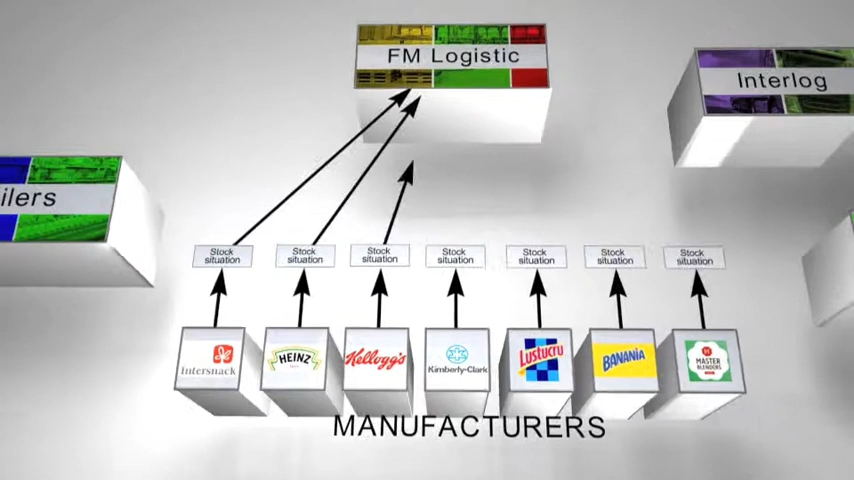 FM Logistic
Interlog
ilers
Stock situation
Stock situation
Stock situation
Stock situation
Stock situation
Stock situation
Stock situation
intersnack
HEINZ
Kellogg's
Kimberly-Clark
LUSTUCRU
BANANIA
MASTER BLENDERS
MANUFACTURERS